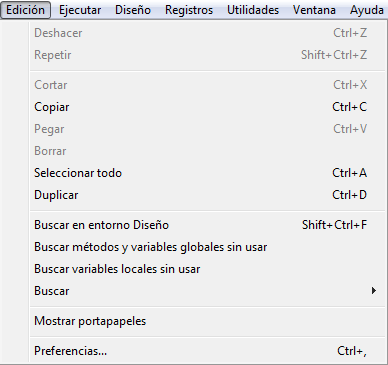 Edición Ejecutar Diseño Registros Utilidades Ventana Ayuda
Deshacer Ctrl+Z
Repetir Shift+Ctrl+Z
Cortar Ctrl+X
Copiar Ctrl+C
Pegar Ctrl+V
Borrar
Seleccionar todo Ctrl+A
Duplicar Ctrl+D
Buscar en entorno Diseño Shift+Ctrl+F
Buscar métodos y variables globales sin usar
Buscar variables locales sin usar
Buscar
Mostrar portapapeles
Preferencias... Ctrl+,